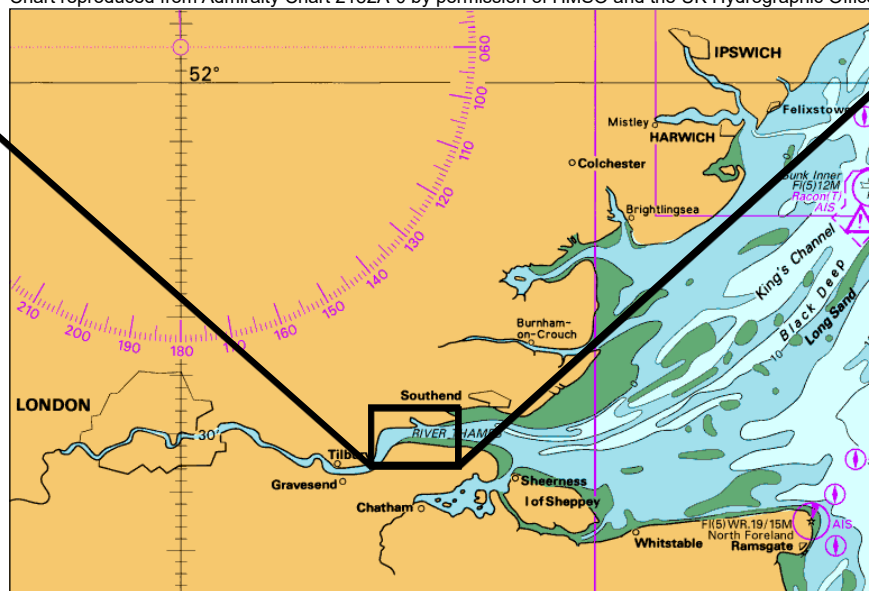 Chart reproduced from Admiralty Chart 2182A-0 by permission of HMSO and the UK Hydrographic Office
52°
060
100
110
120
130
140
150
160
170
180
190
200
210
IPSWICH
Felixstowe
Mistley
HARWICH
Colchester
Sunk Inner
Fl(5)12M
Racon(T)
AIS
Brightlingsea
King's Channel
Black Deep
Long Sand
10
Burnham-
on-Crouch
Southend
LONDON
30'
RIVER THAMES
Tilbury
Gravesend
Sheerness
I of Sheppey
Chatham
Fl(5)WR.19/15M
North Foreland
AIS
Ramsgate
Whitstable